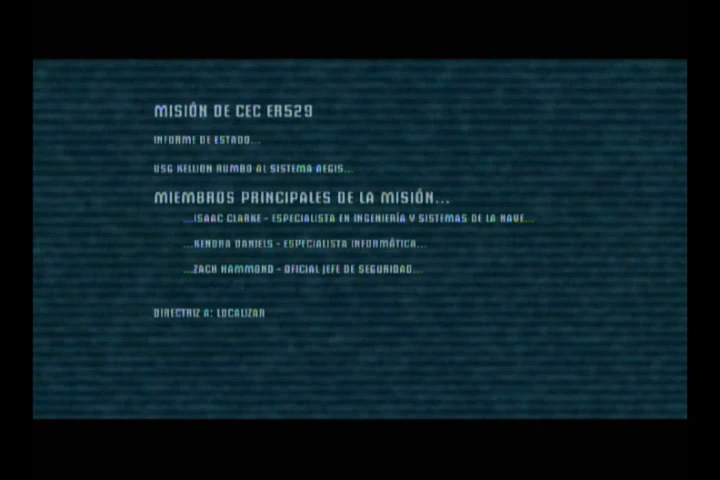 MISIÓN DE CEC ER529
INFORME DE ESTADO...
USG KELLION RUMBO AL SISTEMA AEGIS...
MIEMBROS PRINCIPALES DE LA MISIÓN...
...ISAAC CLARKE - ESPECIALISTA EN INGENIERÍA Y SISTEMAS DE LA NAVE...
...KENDRA DANIELS - ESPECIALISTA INFORMÁTICA...
...ZACH HAMMOND - OFICIAL JEFE DE SEGURIDAD...
DIRECTRIZ A: LOCALIZAR